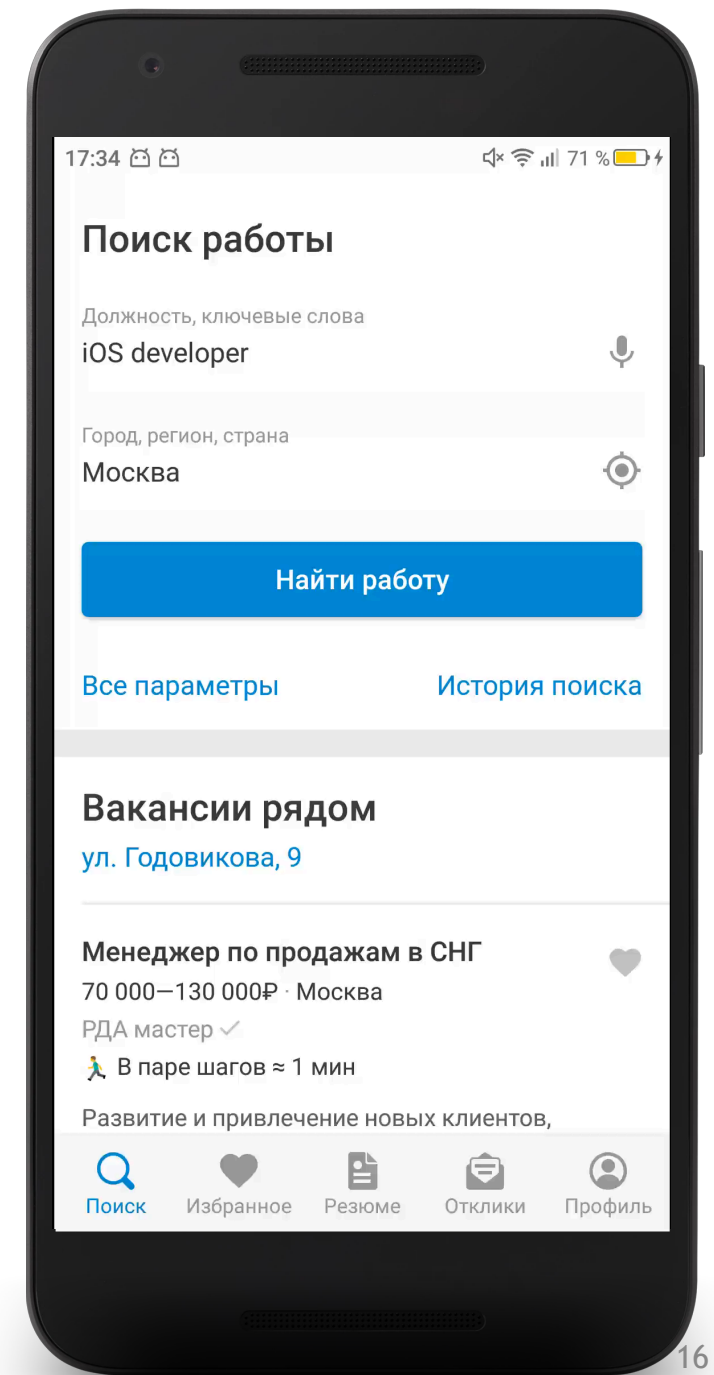 17:34 71 %
Поиск работы
Должность, ключевые слова
iOS developer
Город, регион, страна
Москва
Найти работу
Все параметры История поиска
Вакансии рядом
ул. Годовикова, 9
Менеджер по продажам в СНГ
70 000—130 000₽ · Москва
РДА мастер
В паре шагов ≈ 1 мин
Развитие и привлечение новых клиентов,
Поиск Избранное Резюме Отклики Профиль
16